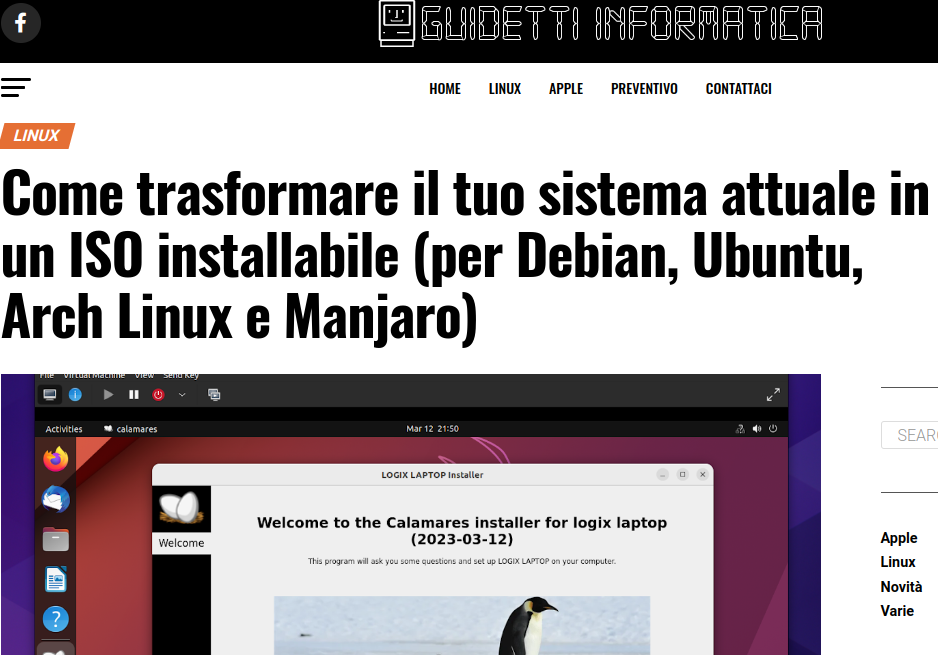 GUIDETTI INFORMATICA
HOME LINUX APPLE PREVENTIVO CONTATTACI
LINUX
Come trasformare il tuo sistema attuale in
un ISO installabile (per Debian, Ubuntu,
Arch Linux e Manjaro)
File Virtual Machine View Send Key
Activities calamares Mar 12 21:50
LOGIX LAPTOP Installer
Welcome to the Calamares installer for logix laptop
(2023-03-12)
Welcome
This program will ask you some questions and set up LOGIX LAPTOP on your computer.
SEARC
Apple
Linux
Novità
Varie